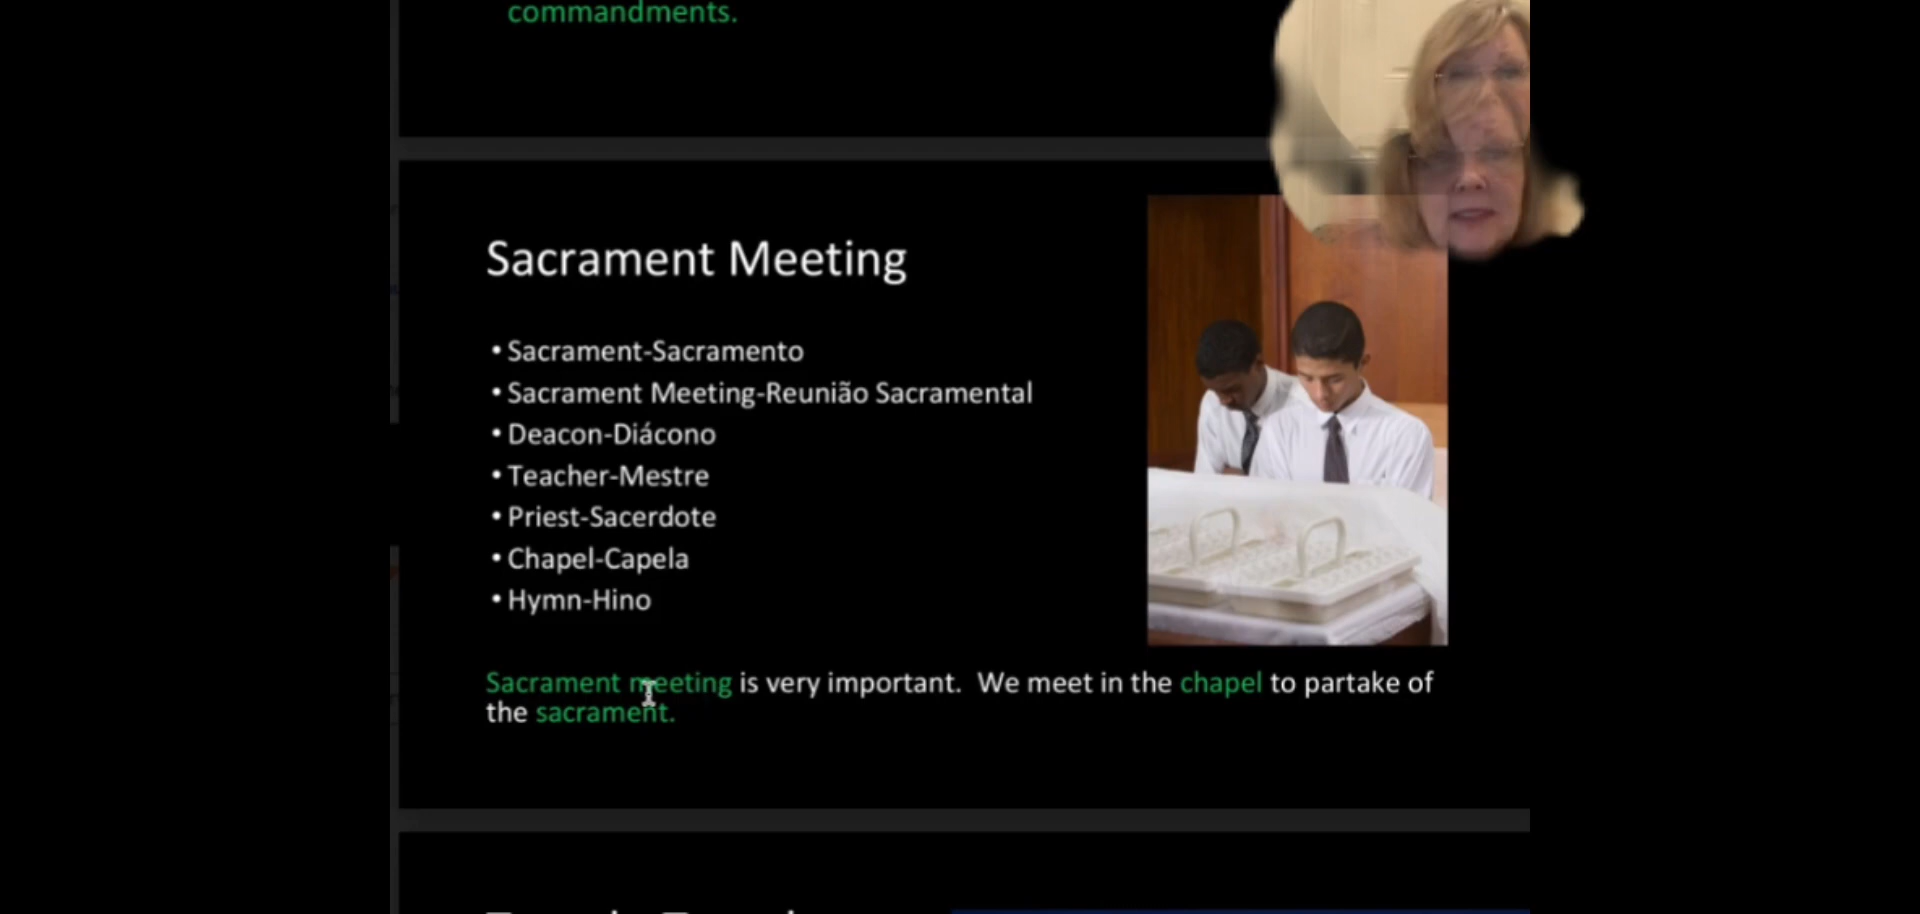 commandments.
Sacrament Meeting
• Sacrament-Sacramento
• Sacrament Meeting-Reunião Sacramental
• Deacon-Diácono
• Teacher-Mestre
• Priest-Sacerdote
• Chapel-Capela
• Hymn-Hino
Sacrament meeting is very important.  We meet in the chapel to partake of
the sacrament.